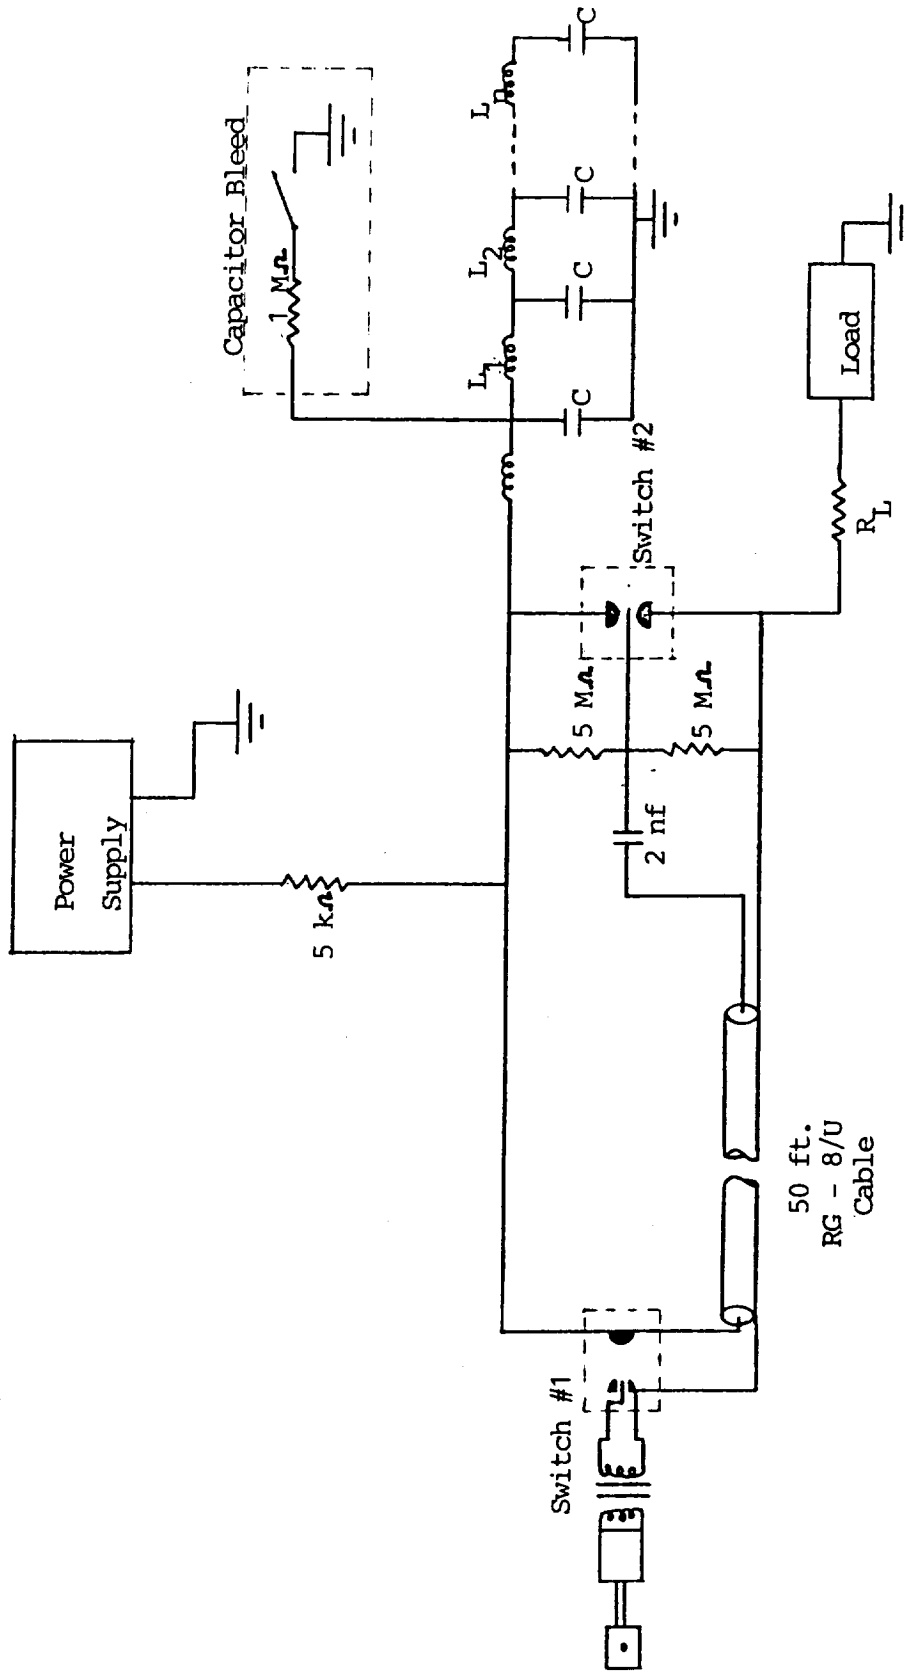 Power
Supply
5 kΩ
Capacitor Bleed
1 MΩ
L1
L2
Ln
C
C
C
C
Switch #2
5 MΩ
5 MΩ
2 nf
RL
Load
Switch #1
50 ft.
RG - 8/U
Cable